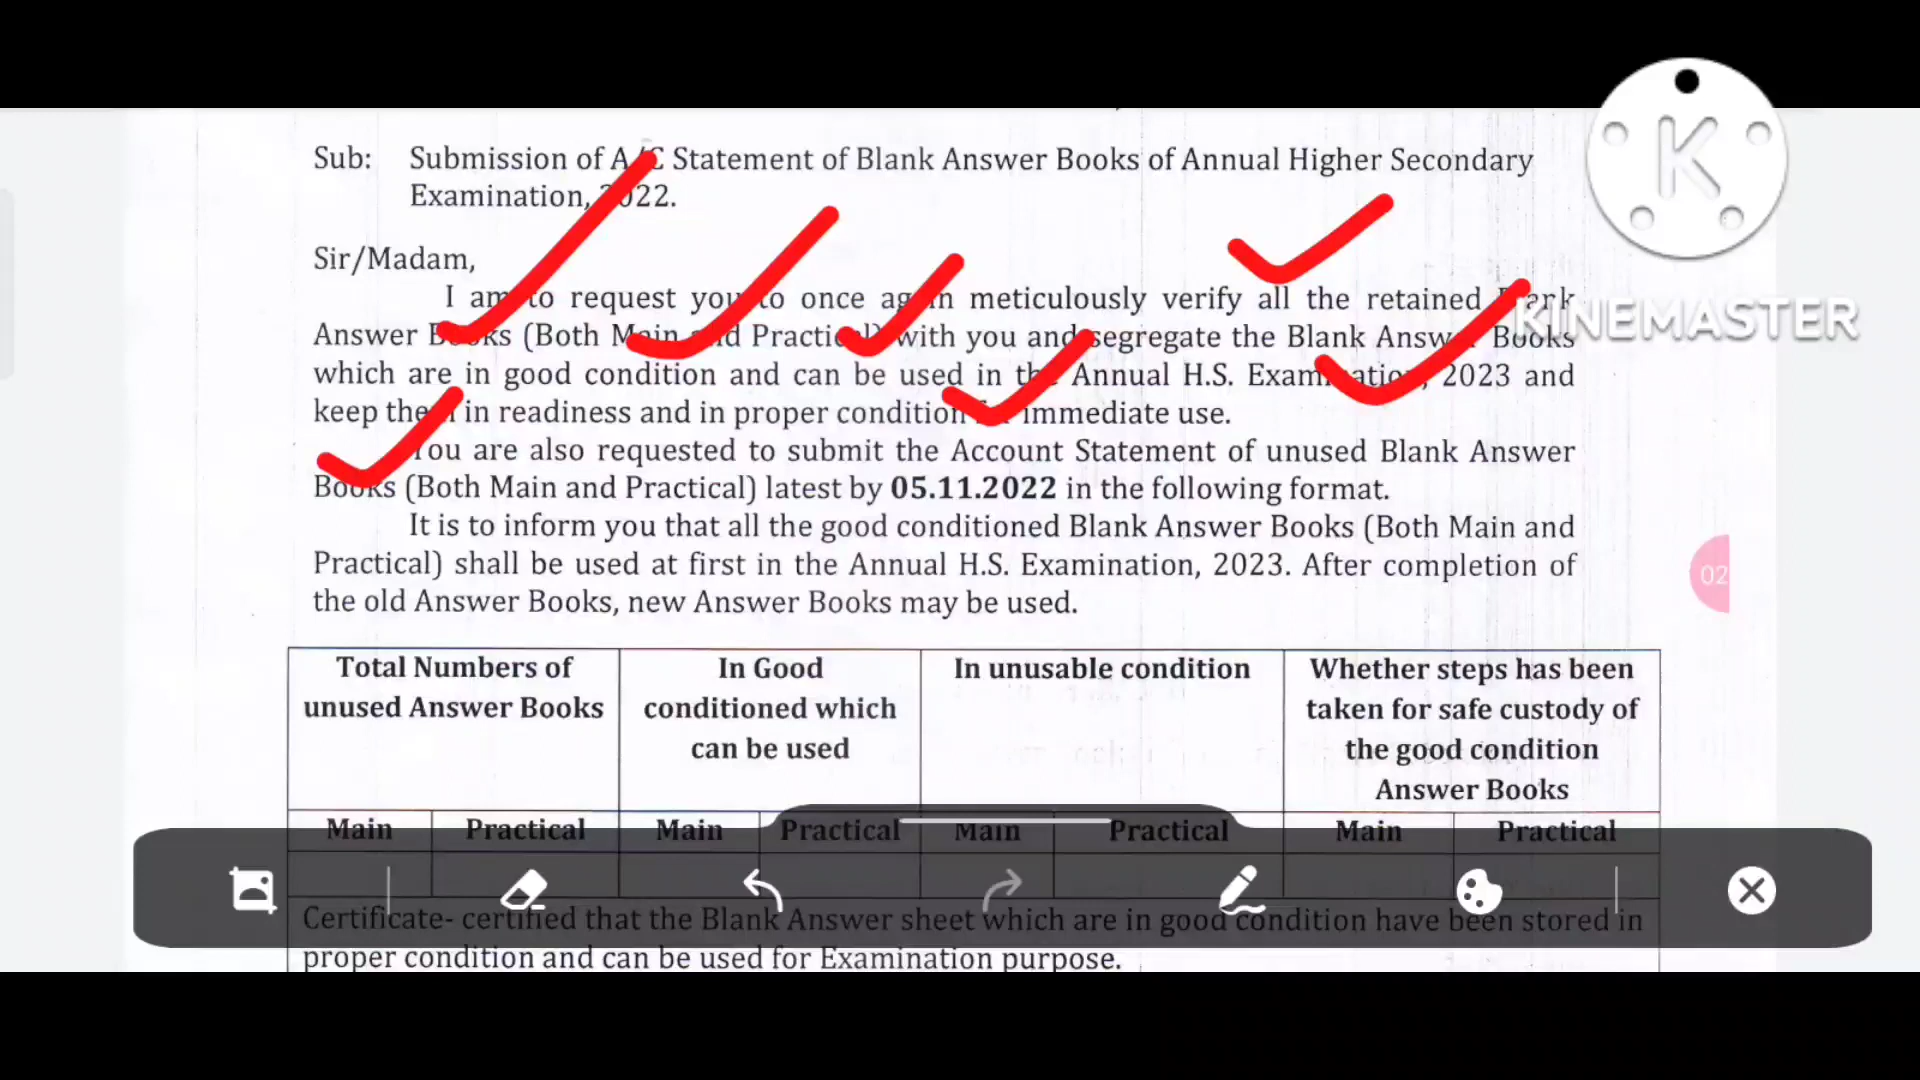 Sub: Submission of A/C Statement of Blank Answer Books of Annual Higher Secondary
Examination, 2022.
Sir/Madam,
I am to request you to once again meticulously verify all the retained Blank
Answer Books (Both Main and Practical) with you and segregate the Blank Answer Books
which are in good condition and can be used in the Annual H.S. Examination, 2023 and
keep them in readiness and in proper condition for immediate use.
You are also requested to submit the Account Statement of unused Blank Answer
Books (Both Main and Practical) latest by 05.11.2022 in the following format.
It is to inform you that all the good conditioned Blank Answer Books (Both Main and
Practical) shall be used at first in the Annual H.S. Examination, 2023. After completion of
the old Answer Books, new Answer Books may be used.
Total Numbers of
unused Answer Books
In Good
conditioned which
can be used
In unusable condition
Whether steps has been
taken for safe custody of
the good condition
Answer Books
Main Practical Main Practical Main Practical Main Practical
Certificate- certified that the Blank Answer sheet which are in good condition have been stored in
proper condition and can be used for Examination purpose.
K
KINEMASTER
02